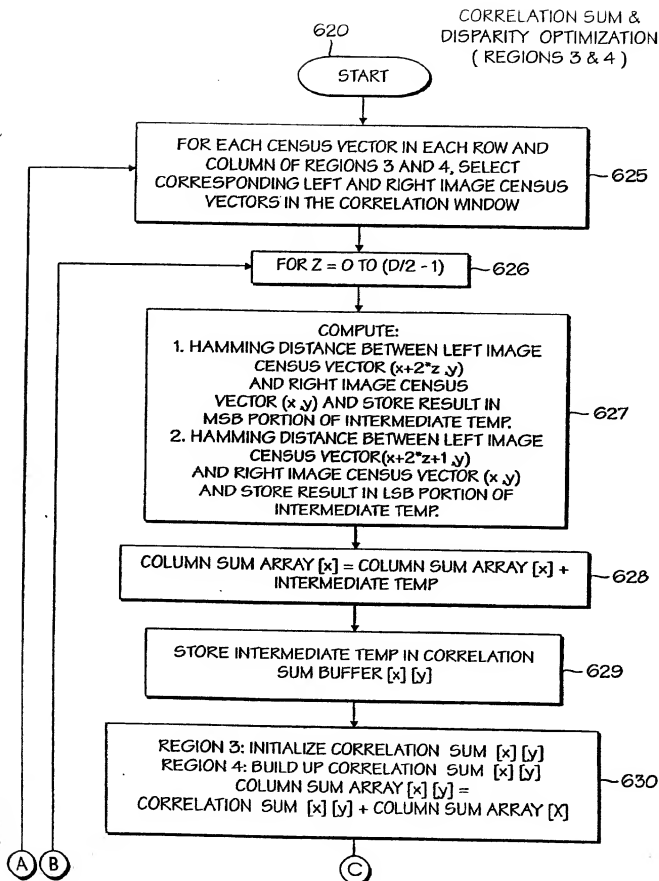 CORRELATION SUM &
DISPARITY OPTIMIZATION
( REGIONS 3 & 4 )
620
START
FOR EACH CENSUS VECTOR IN EACH ROW AND
COLUMN OF REGIONS 3 AND 4, SELECT
CORRESPONDING LEFT AND RIGHT IMAGE CENSUS
VECTORS IN THE CORRELATION WINDOW
625
FOR Z = 0 TO (D/2 - 1)
626
COMPUTE:
1. HAMMING DISTANCE BETWEEN LEFT IMAGE
CENSUS VECTOR (x+2*z ,y)
AND RIGHT IMAGE CENSUS
VECTOR (x ,y) AND STORE RESULT IN
MSB PORTION OF INTERMEDIATE TEMP.
2. HAMMING DISTANCE BETWEEN LEFT IMAGE
CENSUS VECTOR(x+2*z+1 ,y)
AND RIGHT IMAGE CENSUS VECTOR (x ,y)
AND STORE RESULT IN LSB PORTION OF
INTERMEDIATE TEMP.
627
COLUMN SUM ARRAY [x] = COLUMN SUM ARRAY [x] +
INTERMEDIATE TEMP
628
STORE INTERMEDIATE TEMP IN CORRELATION
SUM BUFFER [x] [y]
629
REGION 3: INITIALIZE CORRELATION SUM [x] [y]
REGION 4: BUILD UP CORRELATION SUM [x] [y]
COLUMN SUM ARRAY [x] [y] =
CORRELATION SUM [x] [y] + COLUMN SUM ARRAY [X]
630
A B C